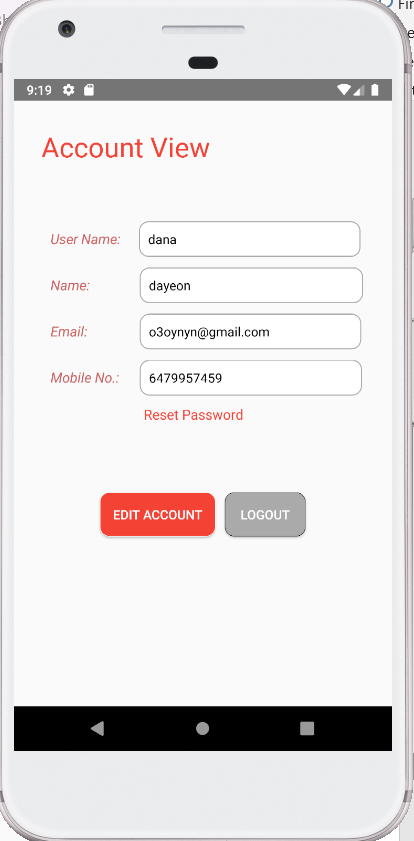 Fir
9:19
Account View
User Name: dana
Name: dayeon
Email: o3oynyn@gmail.com
Mobile No.: 6479957459
Reset Password
EDIT ACCOUNT LOGOUT